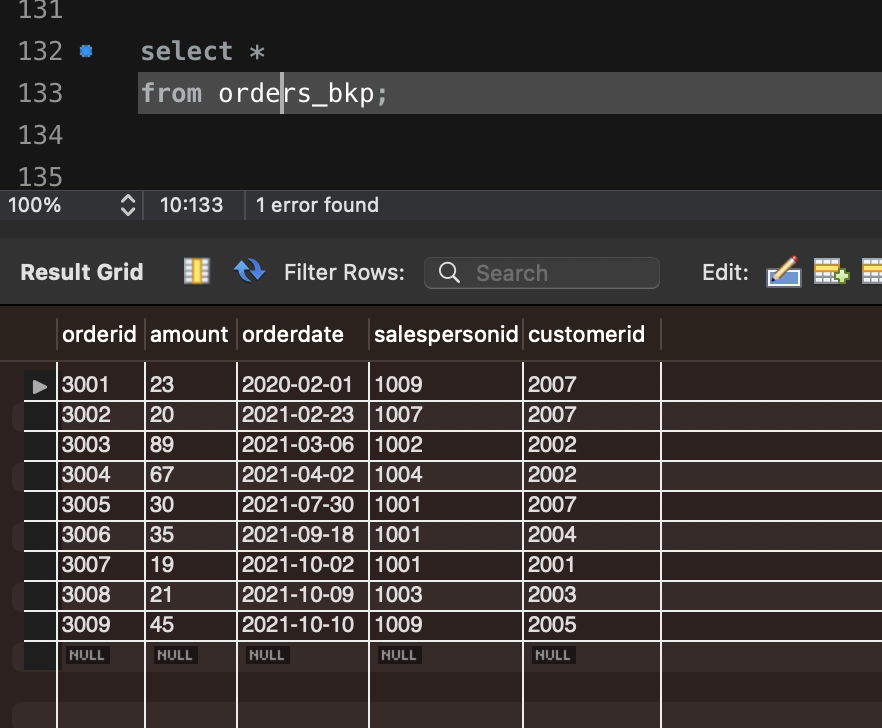 131
132 select *
133 from orders_bkp;
134
135
100% 10:133 1 error found
Result Grid Filter Rows: Search Edit:
orderid amount orderdate salespersonid customerid
3001 23 2020-02-01 1009 2007
3002 20 2021-02-23 1007 2007
3003 89 2021-03-06 1002 2002
3004 67 2021-04-02 1004 2002
3005 30 2021-07-30 1001 2007
3006 35 2021-09-18 1001 2004
3007 19 2021-10-02 1001 2001
3008 21 2021-10-09 1003 2003
3009 45 2021-10-10 1009 2005
NULL NULL NULL NULL NULL